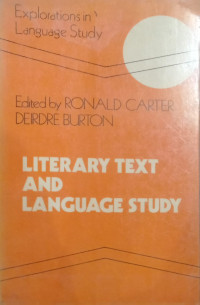 Explorations in
Language Study
Edited by RONALD CARTER
DEIRDRE BURTON
LITERARY TEXT
AND
LANGUAGE STUDY